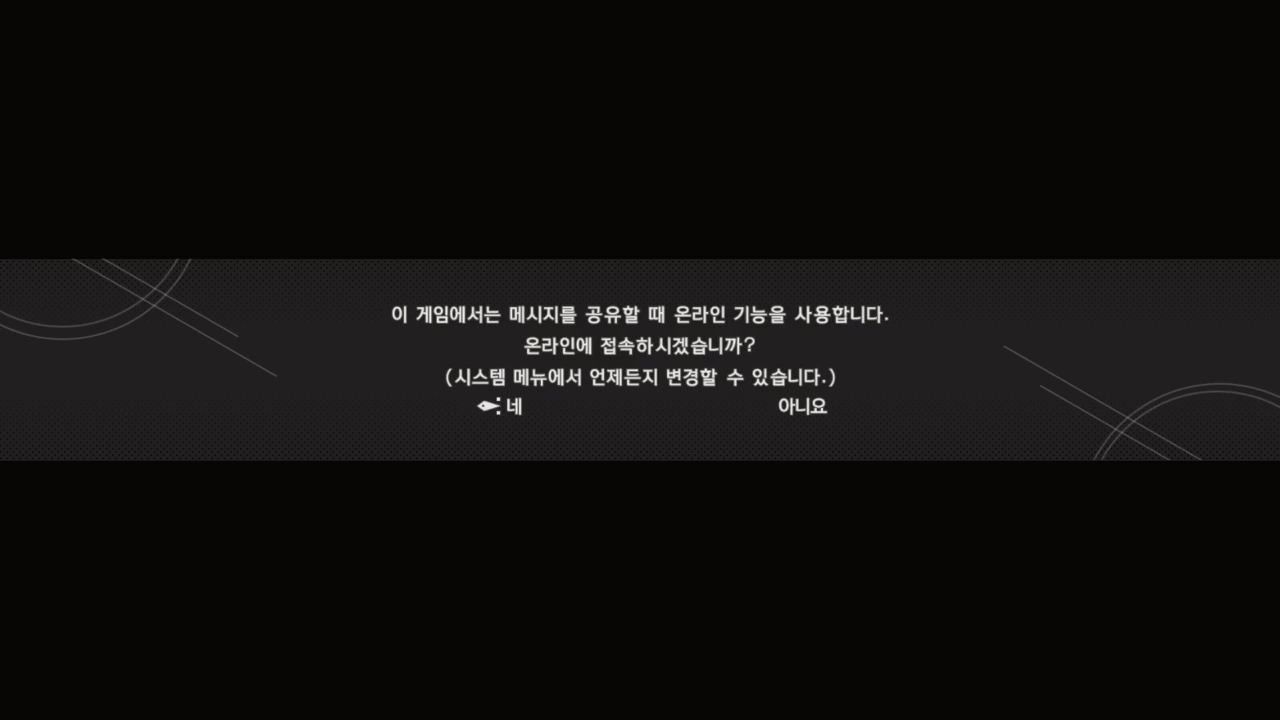 이 게임에서는 메시지를 공유할 때 온라인 기능을 사용합니다.
온라인에 접속하시겠습니까?
(시스템 메뉴에서 언제든지 변경할 수 있습니다.)
네 아니요